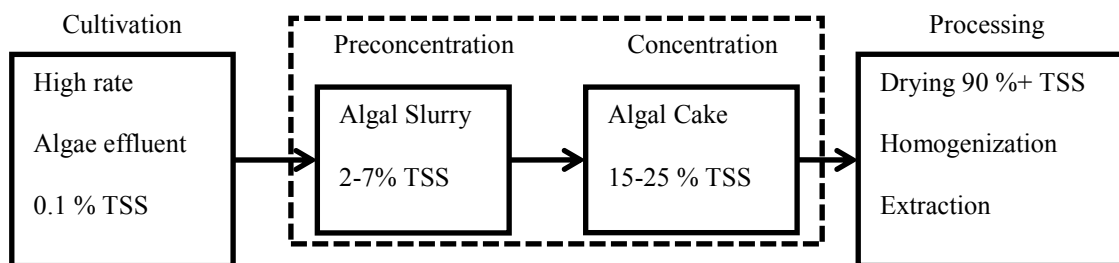 Cultivation
High rate
Algae effluent
0.1 % TSS
Preconcentration
Algal Slurry
2-7% TSS
Concentration
Algal Cake
15-25 % TSS
Processing
Drying 90 %+ TSS
Homogenization
Extraction